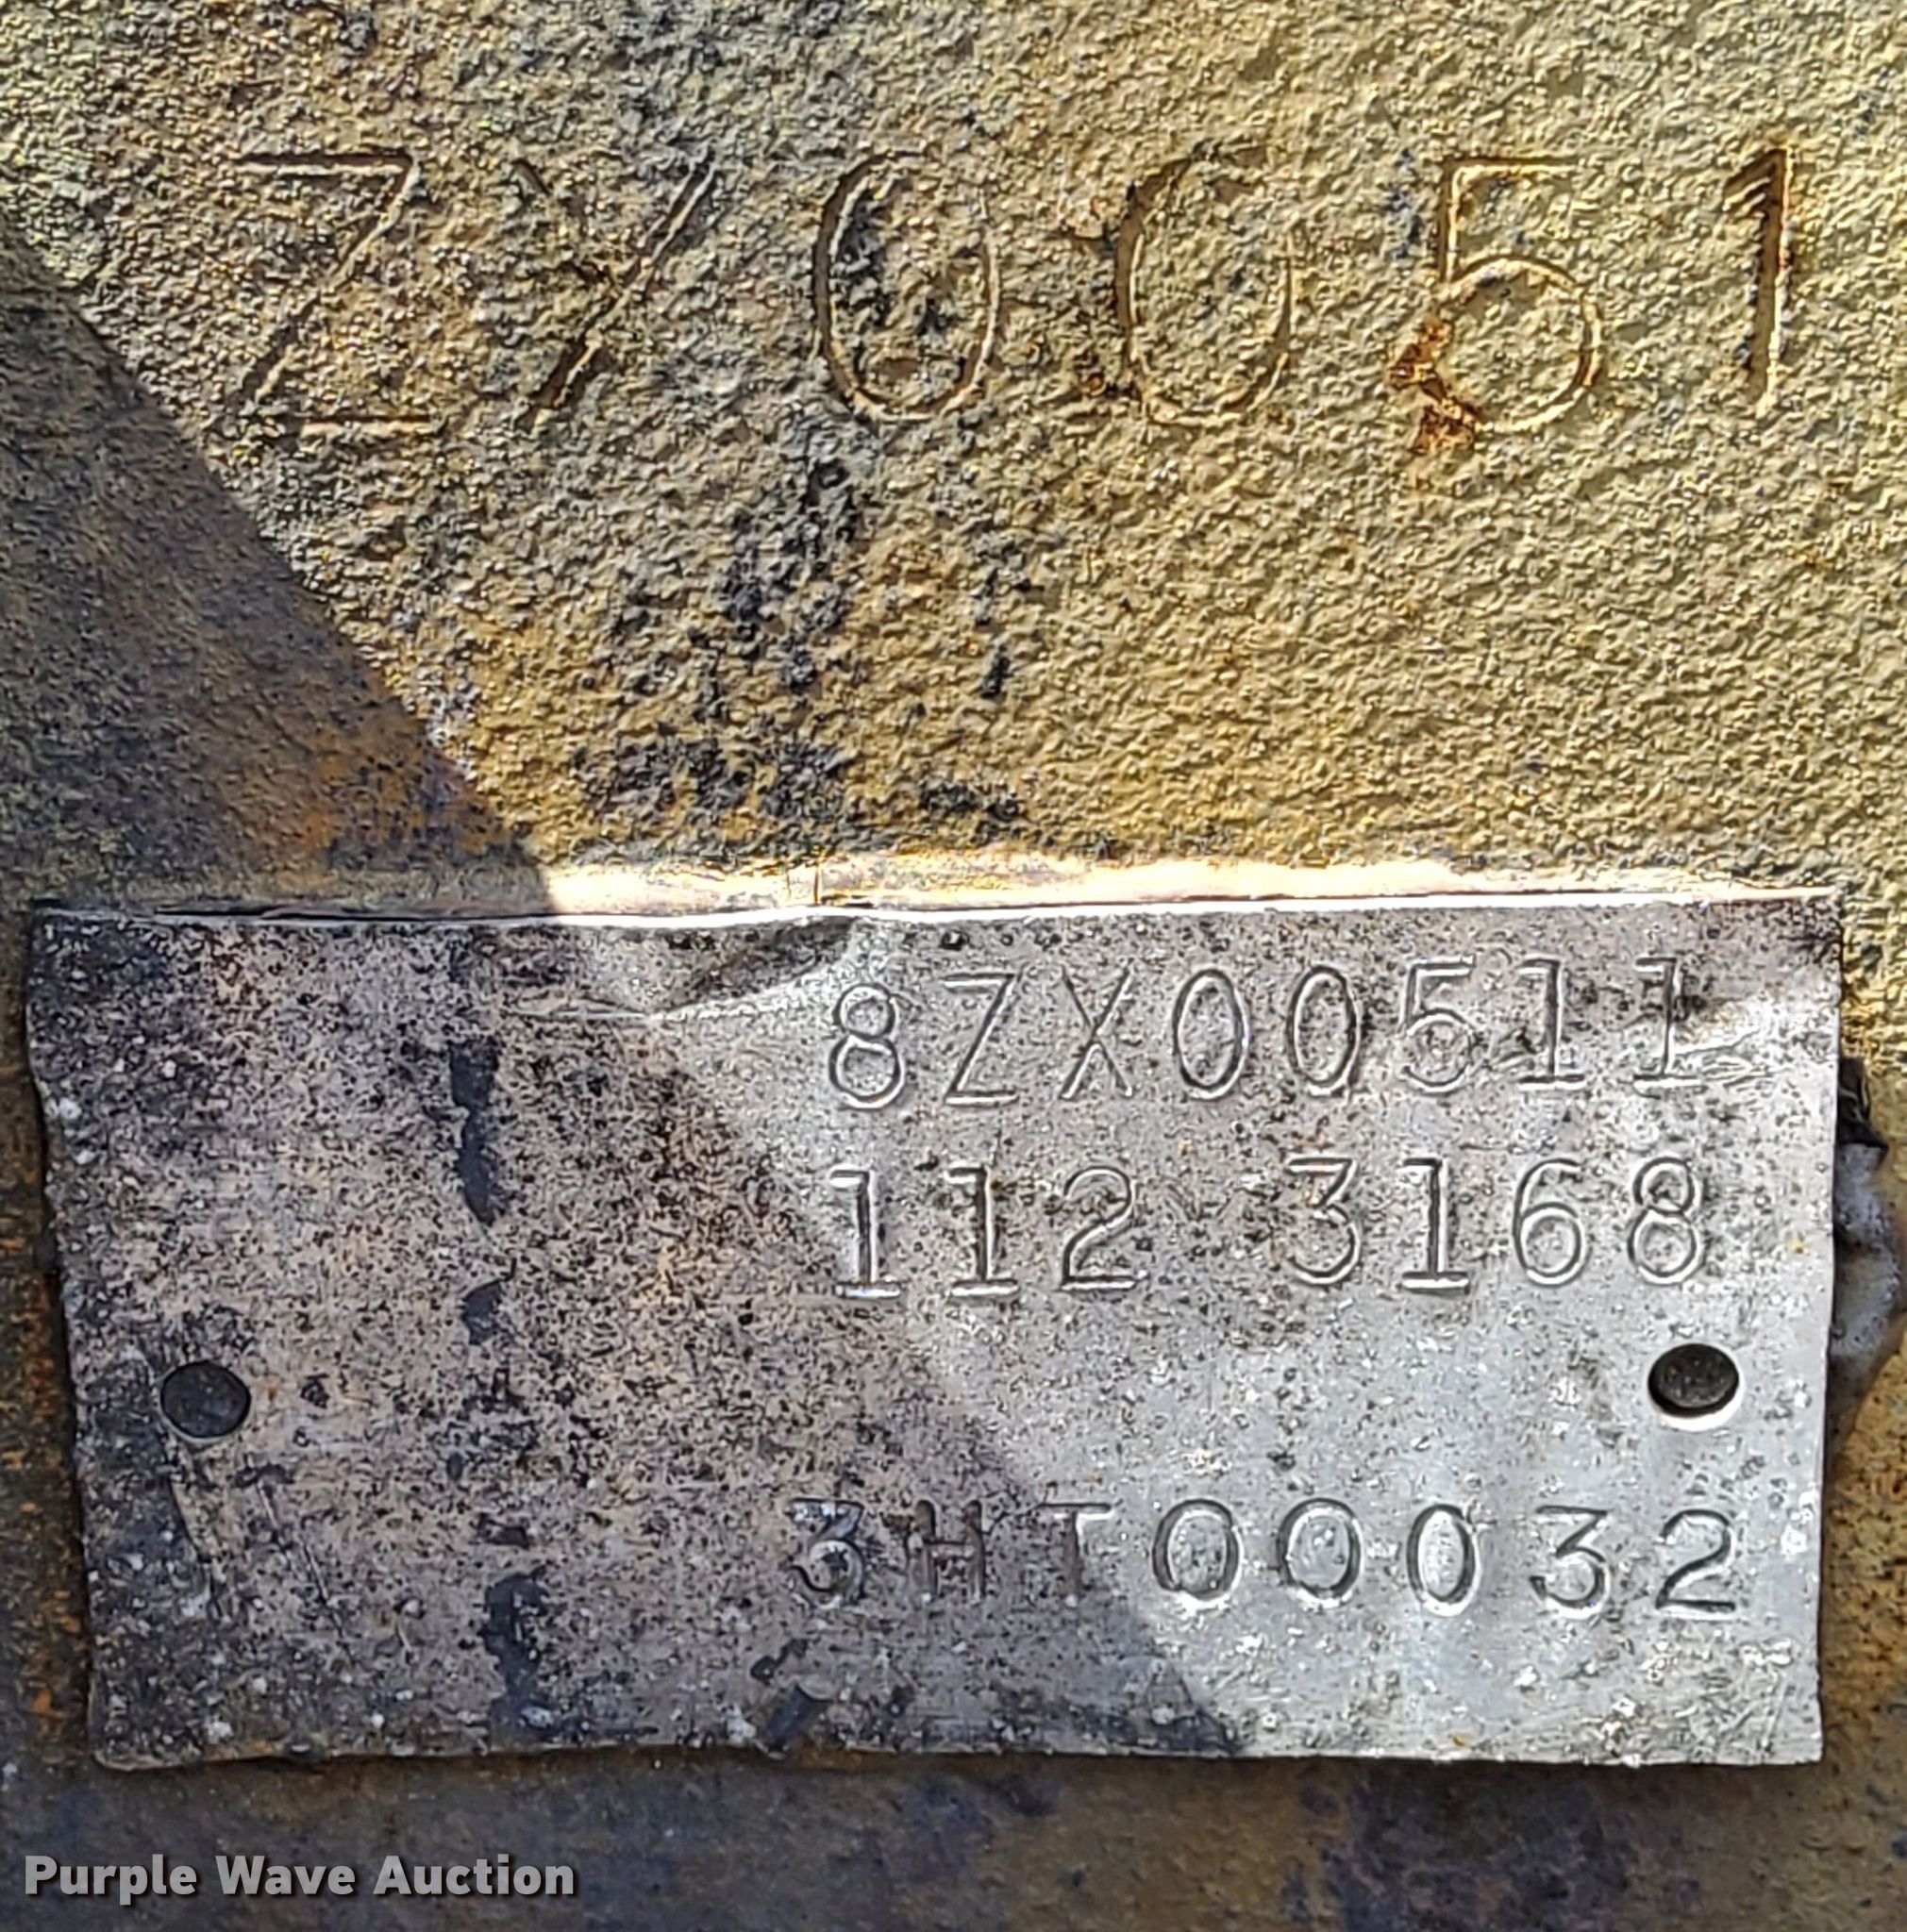 ZX0051
8ZX00511
112 3168
3HT00032
Purple Wave Auction